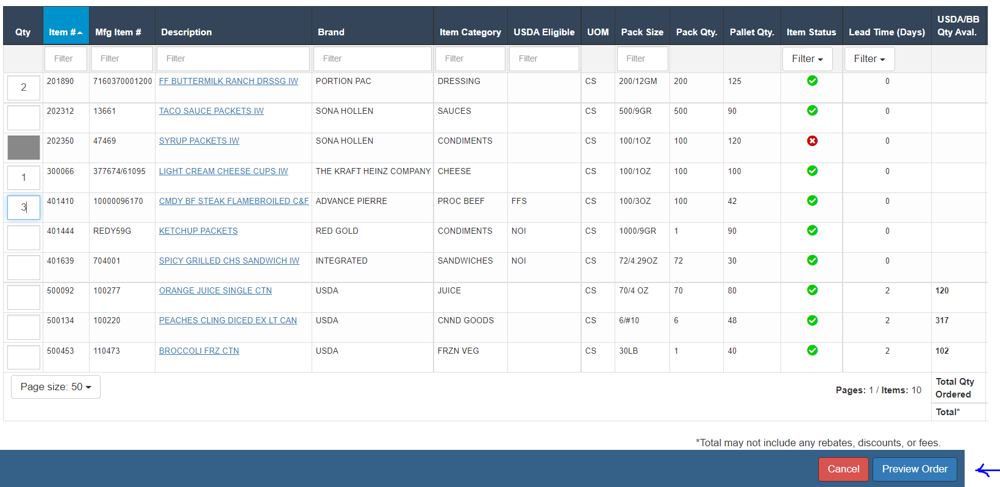 Qty Item # Mfg Item # Description Brand Item Category USDA Eligible UOM Pack Size Pack Qty. Pallet Qty. Item Status Lead Time (Days) USDA/BB Qty Aval.
Filter Filter Filter Filter Filter Filter Filter Filter Filter
2 201890 7160370001200 FF BUTTERMILK RANCH DRSSG IW PORTION PAC DRESSING CS 200/12GM 200 125 0
202312 13661 TACO SAUCE PACKETS IW SONA HOLLEN SAUCES CS 500/9GR 500 90 0
202350 47469 SYRUP PACKETS IW SONA HOLLEN CONDIMENTS CS 100/1OZ 100 120 0
1 300066 377674/61095 LIGHT CREAM CHEESE CUPS IW THE KRAFT HEINZ COMPANY CHEESE CS 100/1OZ 100 100 0
3 401410 10000096170 CMDY BF STEAK FLAMEBROILED C&F ADVANCE PIERRE PROC BEEF FFS CS 100/3OZ 100 42 0
401444 REDY59G KETCHUP PACKETS RED GOLD CONDIMENTS NOI CS 1000/9GR 1 90 0
401639 704001 SPICY GRILLED CHS SANDWICH IW INTEGRATED SANDWICHES NOI CS 72/4.29OZ 72 30 0
500092 100277 ORANGE JUICE SINGLE CTN USDA JUICE CS 70/4 OZ 70 80 2 120
500134 100220 PEACHES CLING DICED EX LT CAN USDA CNND GOODS CS 6/#10 6 48 2 317
500453 110473 BROCCOLI FRZ CTN USDA FRZN VEG CS 30LB 1 40 2 102
Page size: 50 Pages: 1 / Items: 10 Total Qty Ordered
Total*
*Total may not include any rebates, discounts, or fees.
Cancel Preview Order